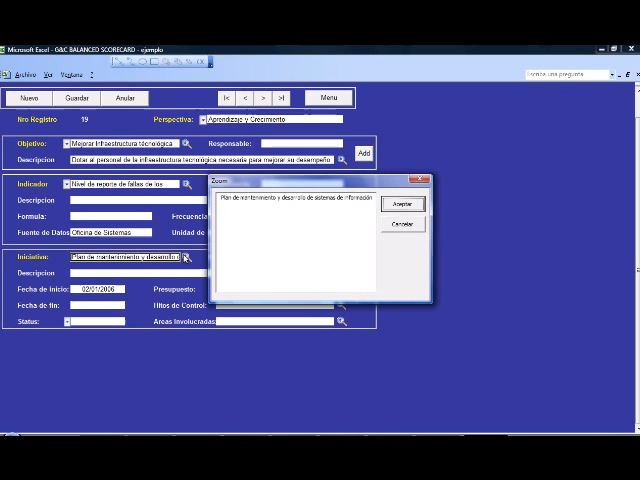 Microsoft Excel - G&C BALANCED SCORECARD - ejemplo
Archivo Ver Ventana ? Escriba una pregunta
Nuevo Guardar Anular |< < > >| Menu
Nro Registro 19 Perspectiva: Aprendizaje y Crecimiento
Objetivo: Mejorar Infraestructura técnológica Responsable:
Descripcion Dotar al personal de la infraestructura tecnológica necesaria para mejorar su desempeño Add
Indicador Nivel de reporte de fallas de los
Descripcion
Formula: Frecuencia
Fuente de Datos Oficina de Sistemas Unidad de
Zoom
Plan de mantenimiento y desarrollo de sistemas de información
Aceptar
Cancelar
Iniciativa: Plan de mantenimiento y desarrollo d
Descripcion
Fecha de inicio: 02/01/2006 Presupuesto:
Fecha de fin: Hitos de Control:
Status: Areas Involucradas